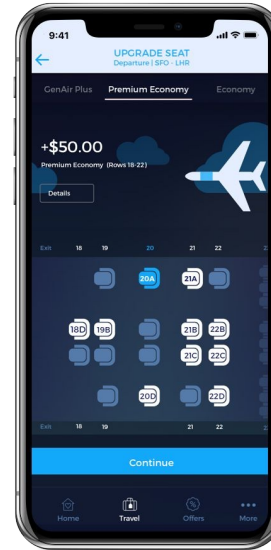 9:41
UPGRADE SEAT
Departure | SFO - LHR
GenAir Plus Premium Economy Economy
+$50.00
Premium Economy (Rows 18-22)
Details
Exit 18 19 20 21 22
20A 21A
18D 19B 21B 22B
21C 22C
20D 22D
Exit 18 19 21 22
Continue
Home Travel Offers More